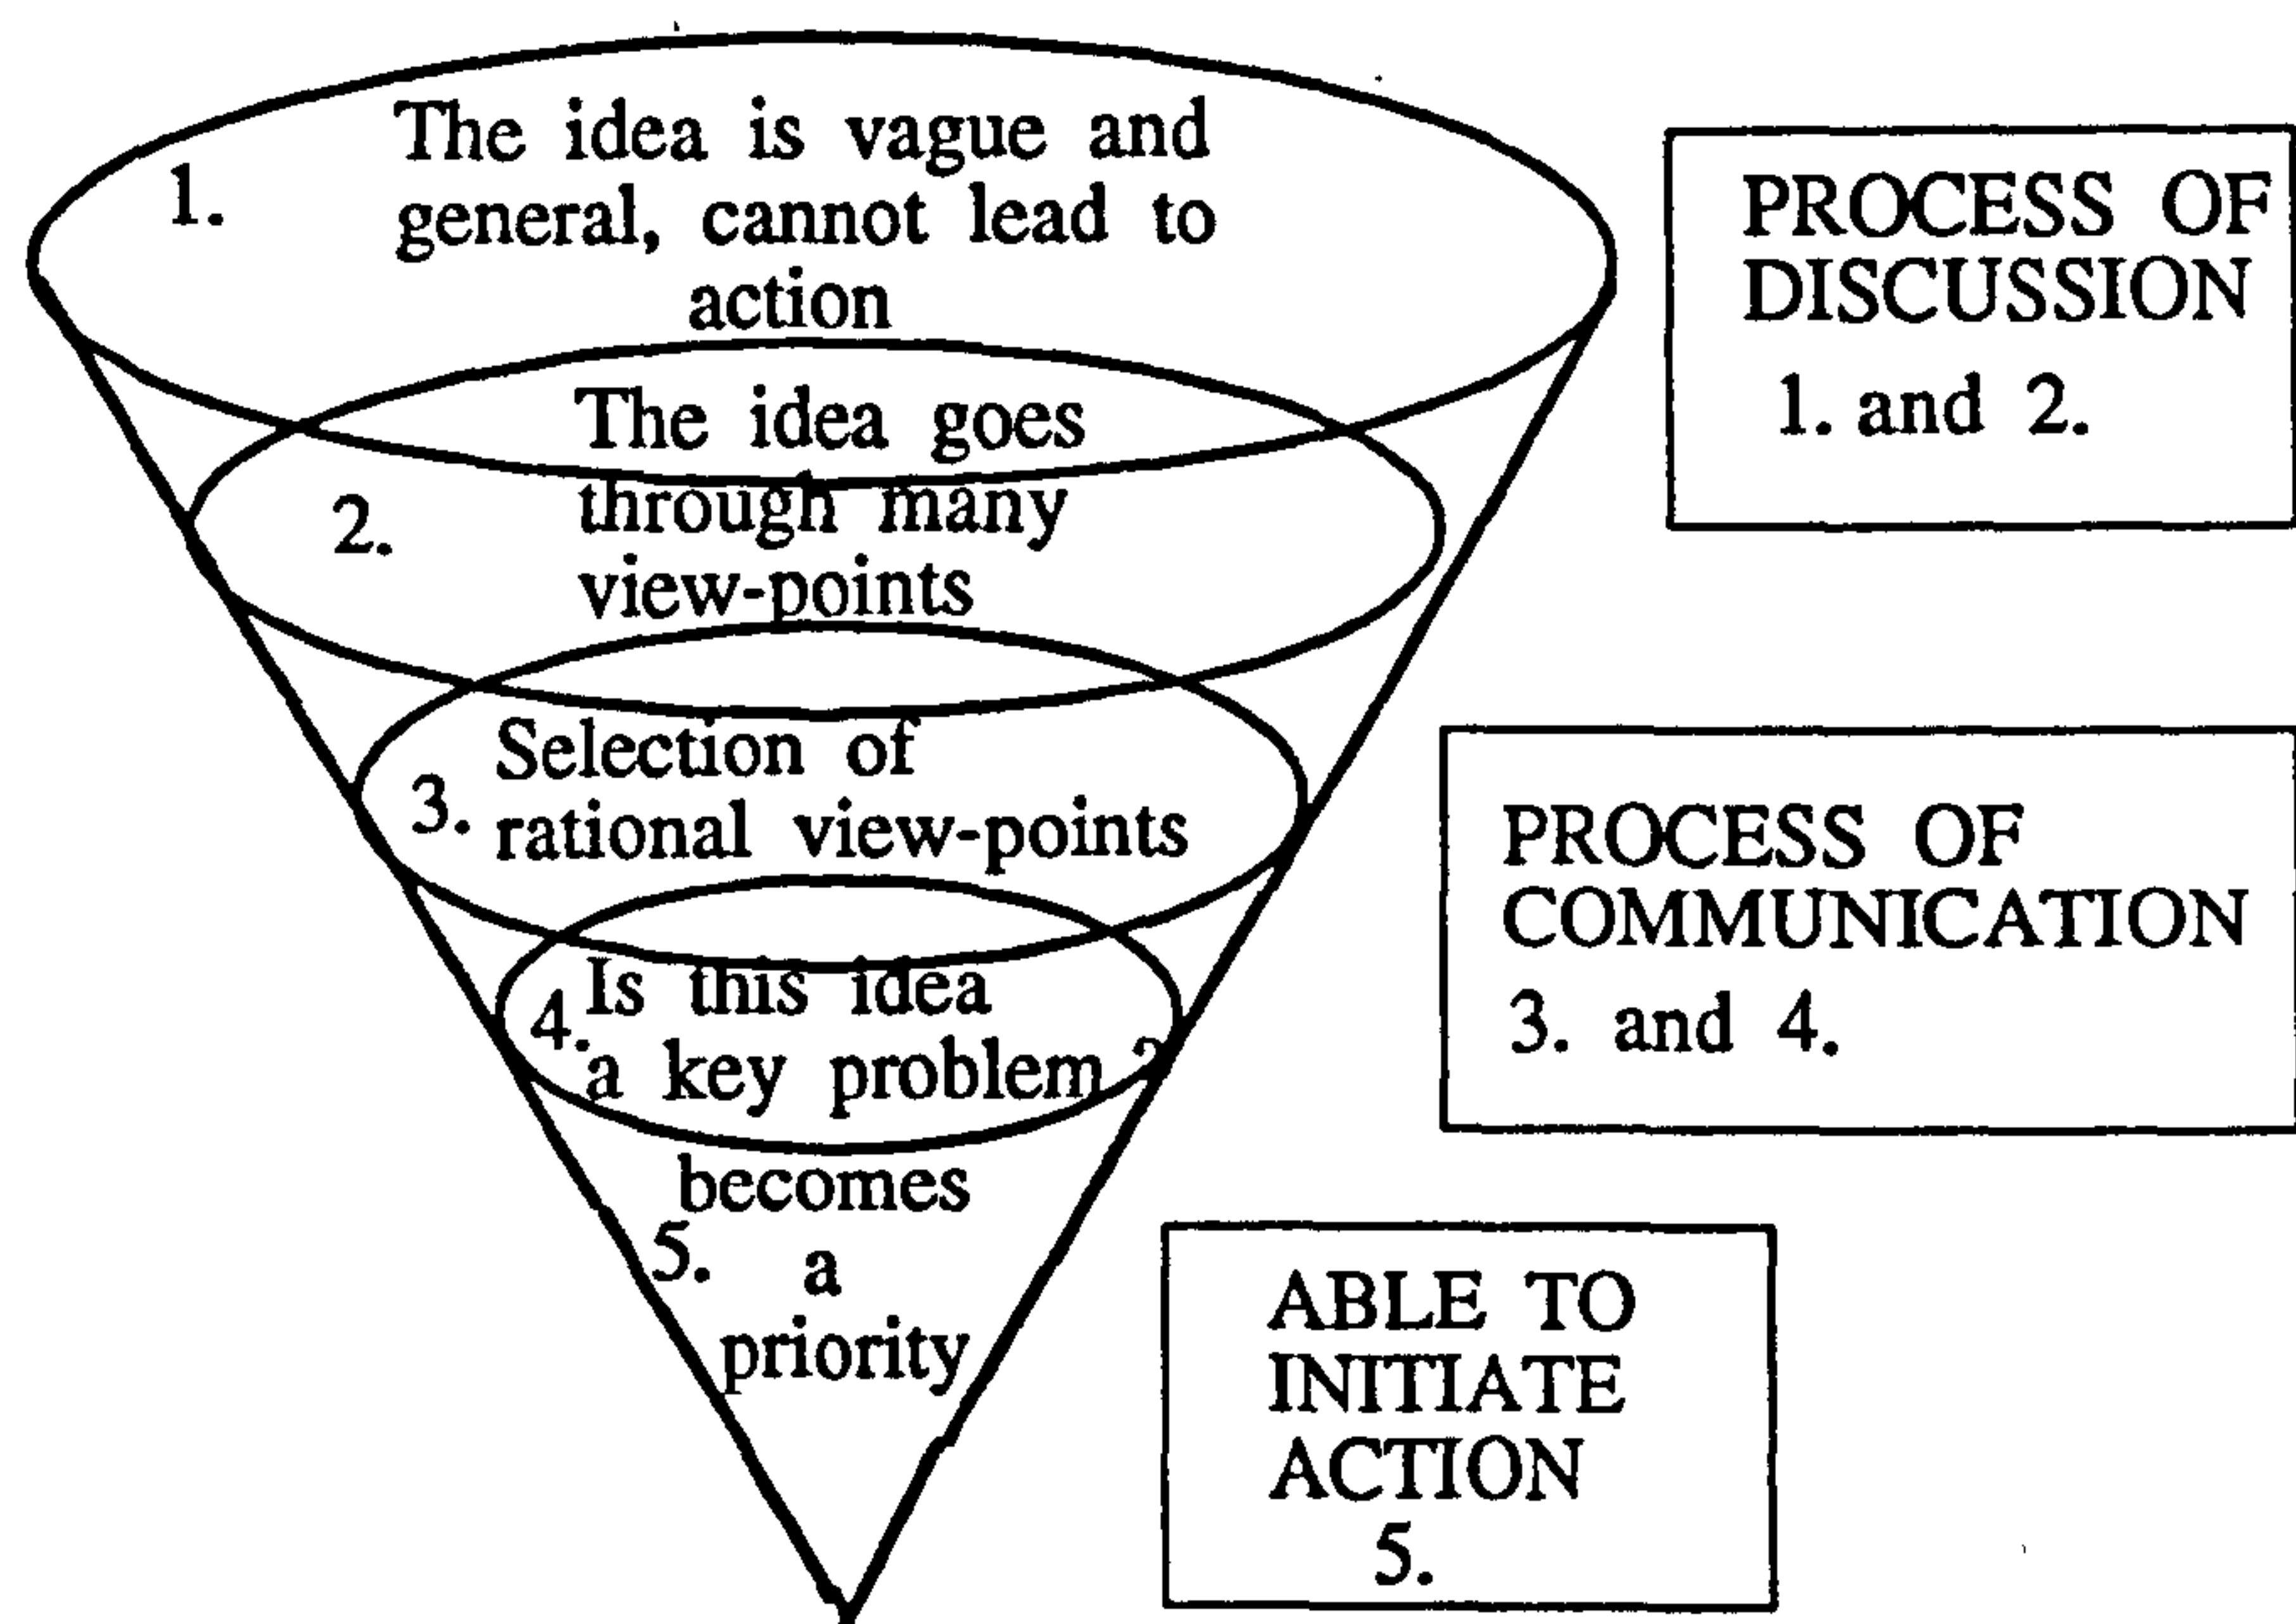 The idea is vague and
1. general, cannot lead to
action
The idea goes
2. through many
view-points
Selection of
3. rational view-points
4. Is this idea
a key problem ?
becomes
5. a
priority
PROCESS OF
DISCUSSION
1. and 2.
PROCESS OF
COMMUNICATION
3. and 4.
ABLE TO
INITIATE
ACTION
5.